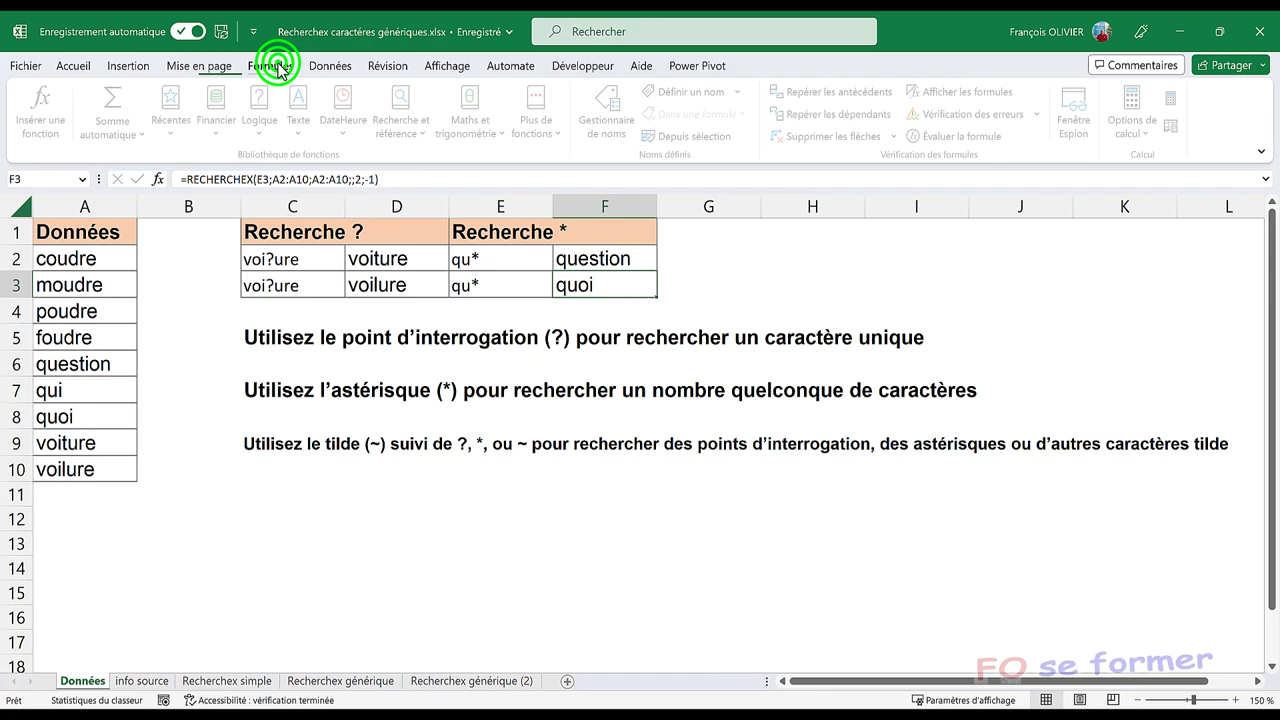 Enregistrement automatique
Recherchex caractères génériques.xlsx • Enregistré
Rechercher
François OLIVIER
Fichier Accueil Insertion Mise en page Formules Données Révision Affichage Automate Développeur Aide Power Pivot
Commentaires
Partager
Insérer une fonction
Somme automatique
Récentes
Financier
Logique
Texte
DateHeure
Recherche et référence
Maths et trigonométrie
Plus de fonctions
Bibliothèque de fonctions
Gestionnaire de noms
Définir un nom
Dans une formule
Depuis sélection
Noms définis
Repérer les antécédents
Repérer les dépendants
Supprimer les flèches
Afficher les formules
Vérification des erreurs
Évaluer la formule
Vérification des formules
Fenêtre Espion
Options de calcul
Calcul
F3
fx
=RECHERCHEX(E3;A2:A10;A2:A10;;2;-1)
A B C D E F G H I J K L
1 Données Recherche ? Recherche *
2 coudre voi?ure voiture qu* question
3 moudre voi?ure voilure qu* quoi
4 poudre
5 foudre Utilisez le point d’interrogation (?) pour rechercher un caractère unique
6 question
7 qui Utilisez l’astérisque (*) pour rechercher un nombre quelconque de caractères
8 quoi
9 voiture Utilisez le tilde (~) suivi de ?, *, ou ~ pour rechercher des points d’interrogation, des astérisques ou d’autres caractères tilde
10 voilure
11
12
13
14
15
16
17
18
FO se former
Données info source Recherchex simple Recherchex générique Recherchex générique (2)
Prêt Statistiques du classeur Accessibilité : vérification terminée Paramètres d'affichage 150 %